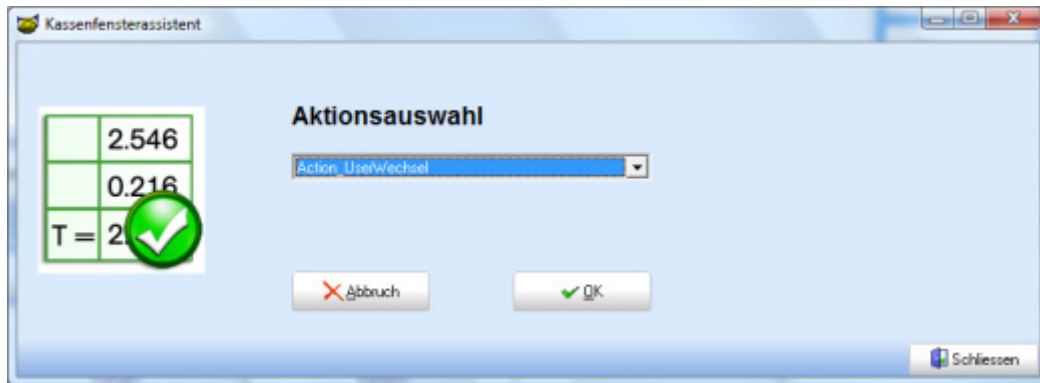 Kassenfensterassistent
Aktionsauswahl
Action_UserWechsel
2.546
0.216
T = 2.
Abbruch
OK
Schliessen